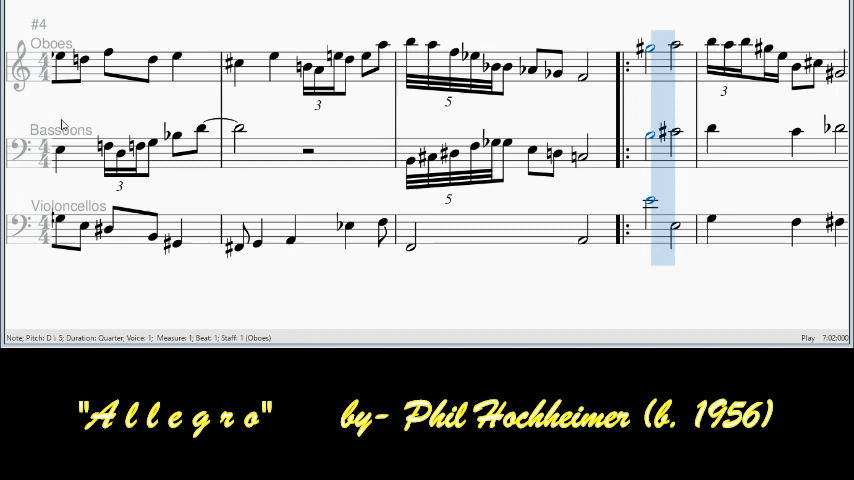 #4
Oboes
3
5
3
Bassoons
3
5
Violoncellos
Note; Pitch: D♭5; Duration: Quarter; Voice: 1; Measure: 1; Beat: 1; Staff: 1 (Oboes) Play 7:02:000
"A l l e g r o" by- Phil Hochheimer (b. 1956)